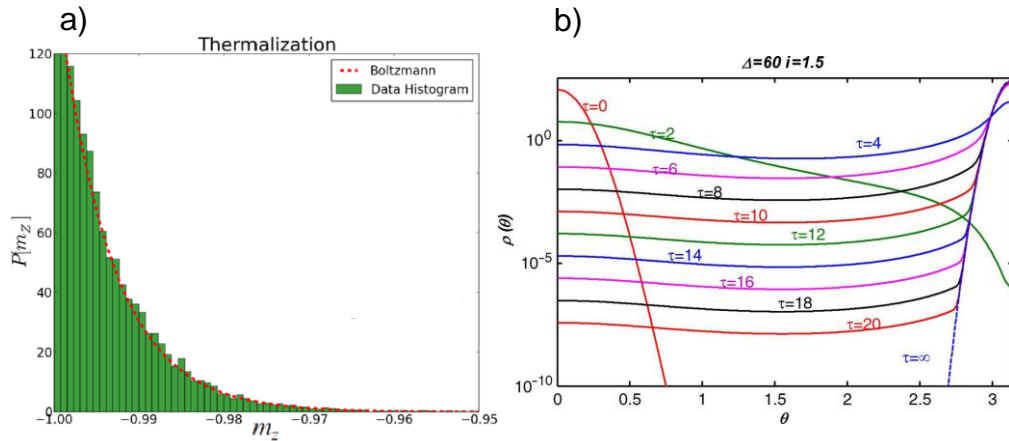 a)
Thermalization
Boltzmann
Data Histogram
P[m_Z]
120
100
80
60
40
20
0
−1.00
−0.99
−0.98
−0.97
−0.96
−0.95
m_z
b)
Δ=60 i=1.5
ρ(θ)
10^0
10^−5
10^−10
τ=0
τ=2
τ=4
τ=6
τ=8
τ=10
τ=12
τ=14
τ=16
τ=18
τ=20
τ=∞
0
0.5
1
1.5
2
2.5
3
θ